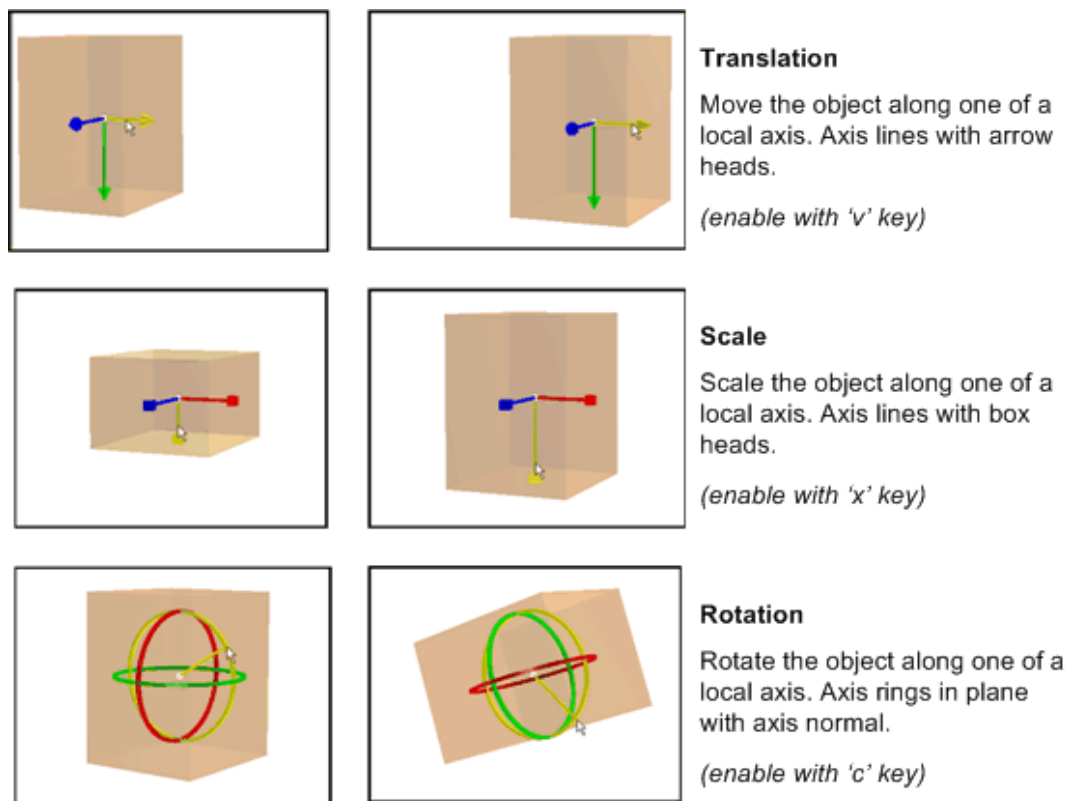 Translation
Move the object along one of a
local axis. Axis lines with arrow
heads.
(enable with ‘v’ key)
Scale
Scale the object along one of a
local axis. Axis lines with box
heads.
(enable with ‘x’ key)
Rotation
Rotate the object along one of a
local axis. Axis rings in plane
with axis normal.
(enable with ‘c’ key)